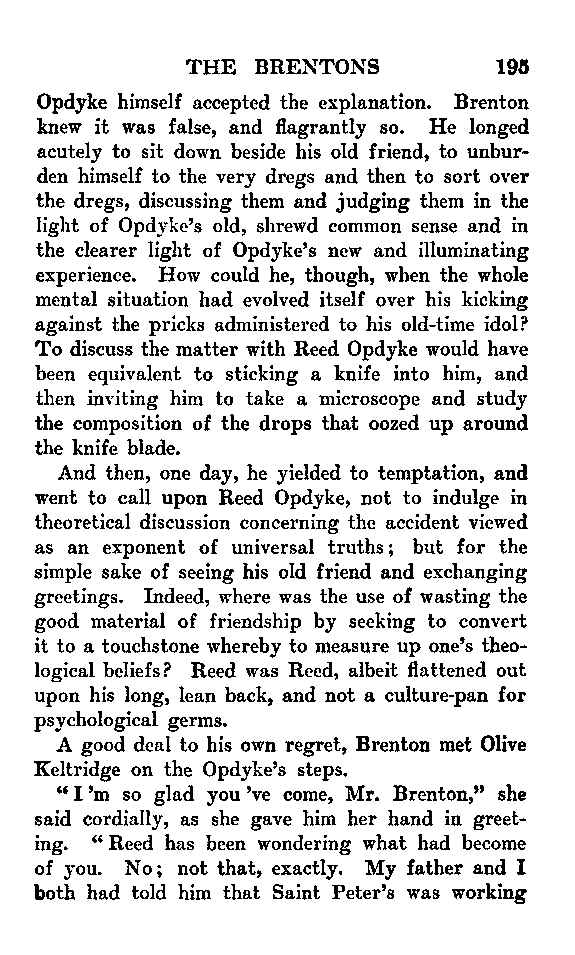 THE BRENTONS 195
Opdyke himself accepted the explanation. Brenton
knew it was false, and flagrantly so. He longed
acutely to sit down beside his old friend, to unbur-
den himself to the very dregs and then to sort over
the dregs, discussing them and judging them in the
light of Opdyke's old, shrewd common sense and in
the clearer light of Opdyke's new and illuminating
experience. How could he, though, when the whole
mental situation had evolved itself over his kicking
against the pricks administered to his old-time idol?
To discuss the matter with Reed Opdyke would have
been equivalent to sticking a knife into him, and
then inviting him to take a microscope and study
the composition of the drops that oozed up around
the knife blade.
And then, one day, he yielded to temptation, and
went to call upon Reed Opdyke, not to indulge in
theoretical discussion concerning the accident viewed
as an exponent of universal truths; but for the
simple sake of seeing his old friend and exchanging
greetings. Indeed, where was the use of wasting the
good material of friendship by seeking to convert
it to a touchstone whereby to measure up one's theo-
logical beliefs? Reed was Reed, albeit flattened out
upon his long, lean back, and not a culture-pan for
psychological germs.
A good deal to his own regret, Brenton met Olive
Keltridge on the Opdyke's steps.
"I'm so glad you've come, Mr. Brenton," she
said cordially, as she gave him her hand in greet-
ing. "Reed has been wondering what had become
of you. No; not that, exactly. My father and I
both had told him that Saint Peter's was working